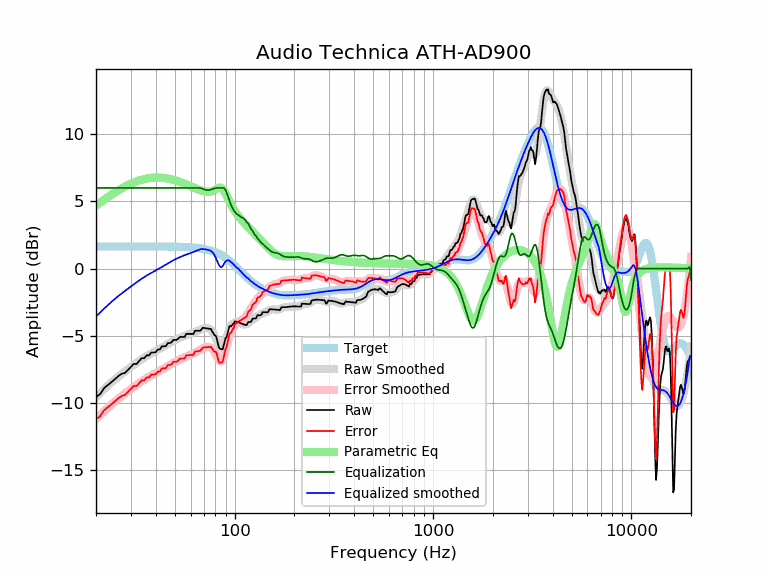 Audio Technica ATH-AD900
Amplitude (dBr)
10
5
0
−5
−10
−15
Target
Raw Smoothed
Error Smoothed
Raw
Error
Parametric Eq
Equalization
Equalized smoothed
100
1000
10000
Frequency (Hz)